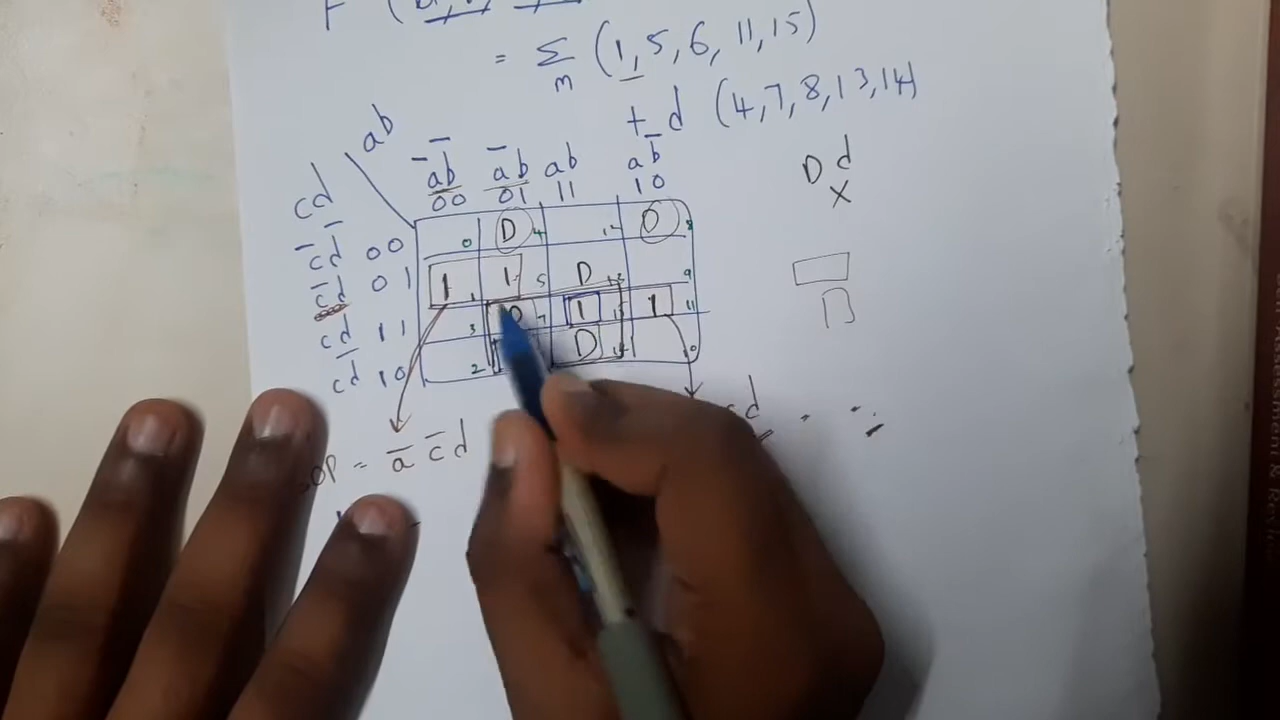 F (
= Σm (1, 5, 6, 11, 15)
+ d (4, 7, 8, 13, 14)
D d
X
ab
cd
a̅b̅ a̅b ab ab̅
00 01 11 10
c̅d̅ 00 0 D 4 12 D 8
c̅d 01 1 1 1 5 D 13 9
cd 11 3 D 7 1 15 1 11
cd̅ 10 2 D 14 10
cd
SOP = a̅ c̅ d